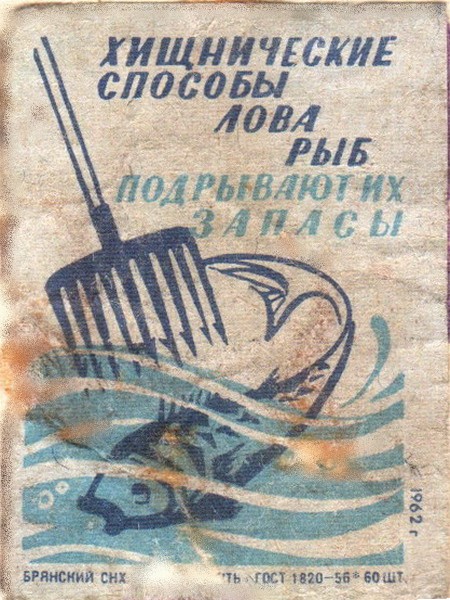 ХИЩНИЧЕСКИЕ
СПОСОБЫ
ЛОВА
РЫБ
ПОДРЫВАЮТ ИХ
ЗАПАСЫ
1962 г
БРЯНСКИЙ СНХ ГОСТ 1820-56* 60 ШТ.